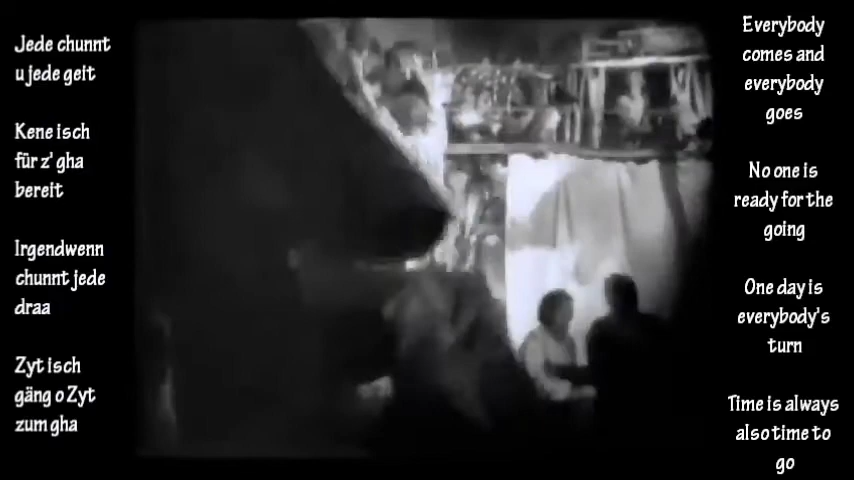 Jede chunnt
u jede geit
Kene isch
für z' gha
bereit
Irgendwenn
chunnt jede
draa
Zyt isch
gäng o Zyt
zum gha
Everybody
comes and
everybody
goes
No one is
ready for the
going
One day is
everybody's
turn
Time is always
also time to
go